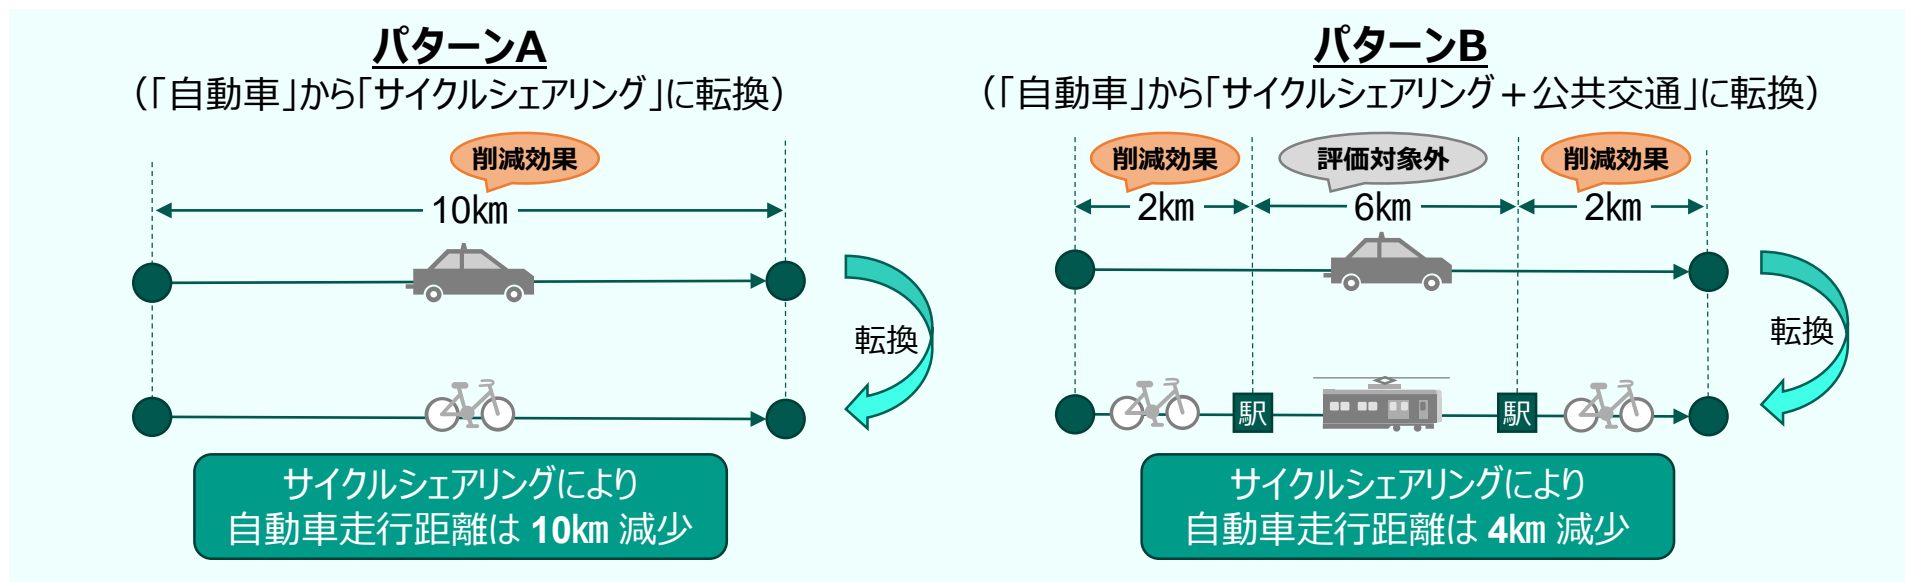 パターンA
(「自動車」から「サイクルシェアリング」に転換)
削減効果
10km
転換
サイクルシェアリングにより
自動車走行距離は 10km 減少
パターンB
(「自動車」から「サイクルシェアリング+公共交通」に転換)
削減効果
評価対象外
削減効果
2km
6km
2km
転換
駅
駅
サイクルシェアリングにより
自動車走行距離は 4km 減少